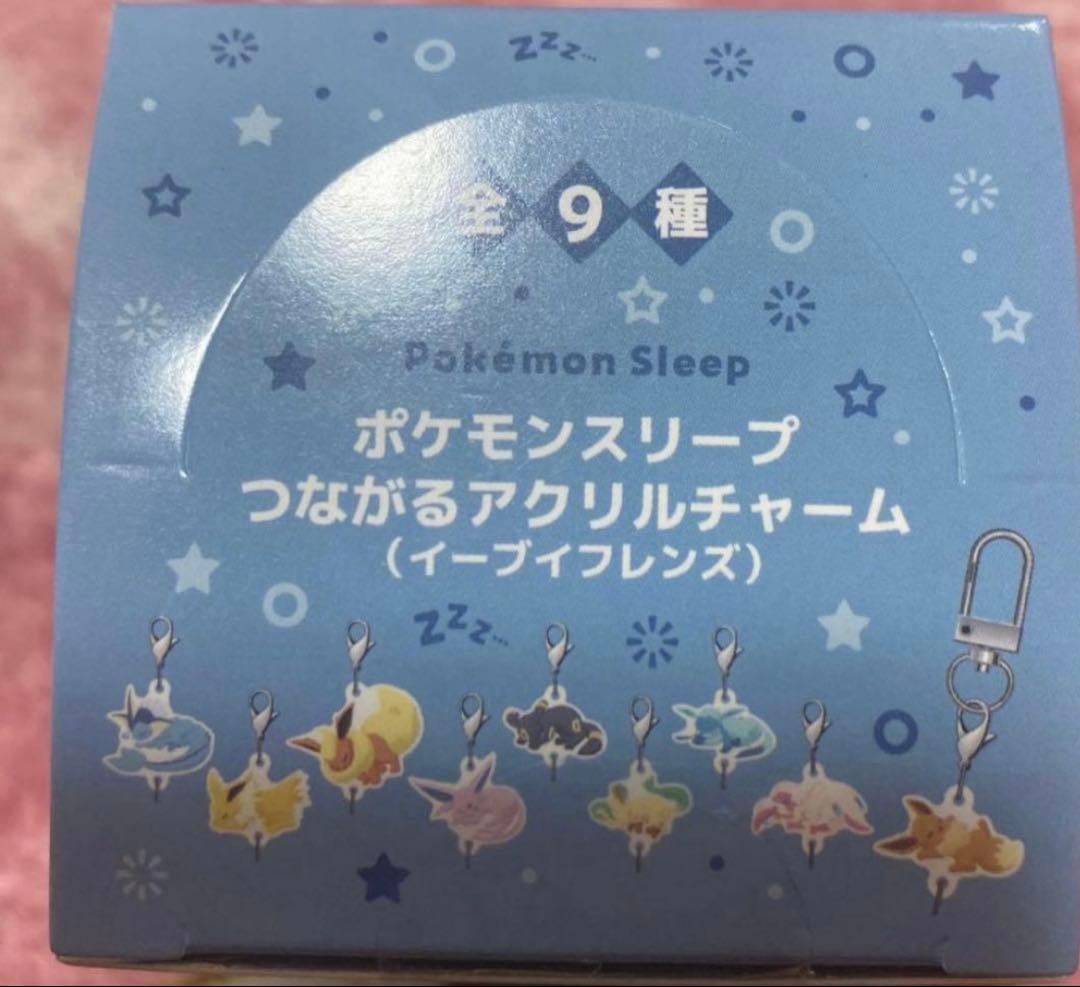 zzz...
全9種
Pokémon Sleep
ポケモンスリープ
つながるアクリルチャーム
（イーブイフレンズ）
zzz...